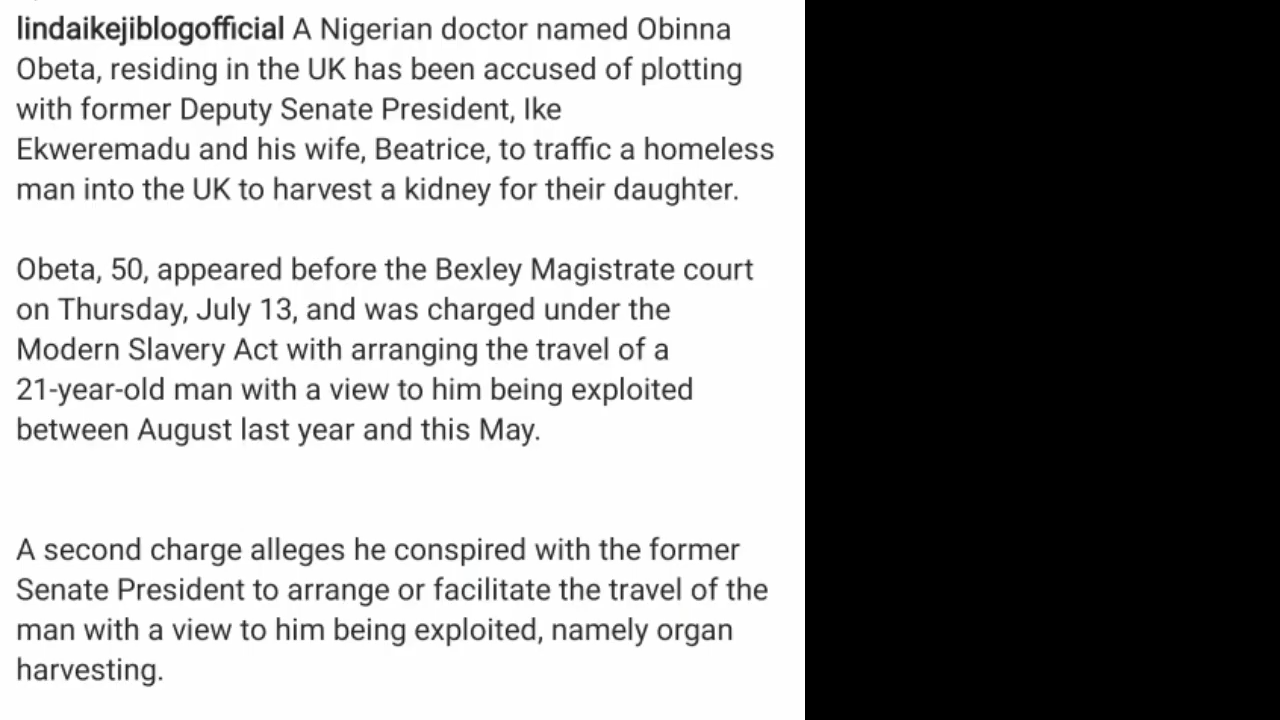 lindaikejiblogofficial A Nigerian doctor named Obinna
Obeta, residing in the UK has been accused of plotting
with former Deputy Senate President, Ike
Ekweremadu and his wife, Beatrice, to traffic a homeless
man into the UK to harvest a kidney for their daughter.
Obeta, 50, appeared before the Bexley Magistrate court
on Thursday, July 13, and was charged under the
Modern Slavery Act with arranging the travel of a
21-year-old man with a view to him being exploited
between August last year and this May.
A second charge alleges he conspired with the former
Senate President to arrange or facilitate the travel of the
man with a view to him being exploited, namely organ
harvesting.